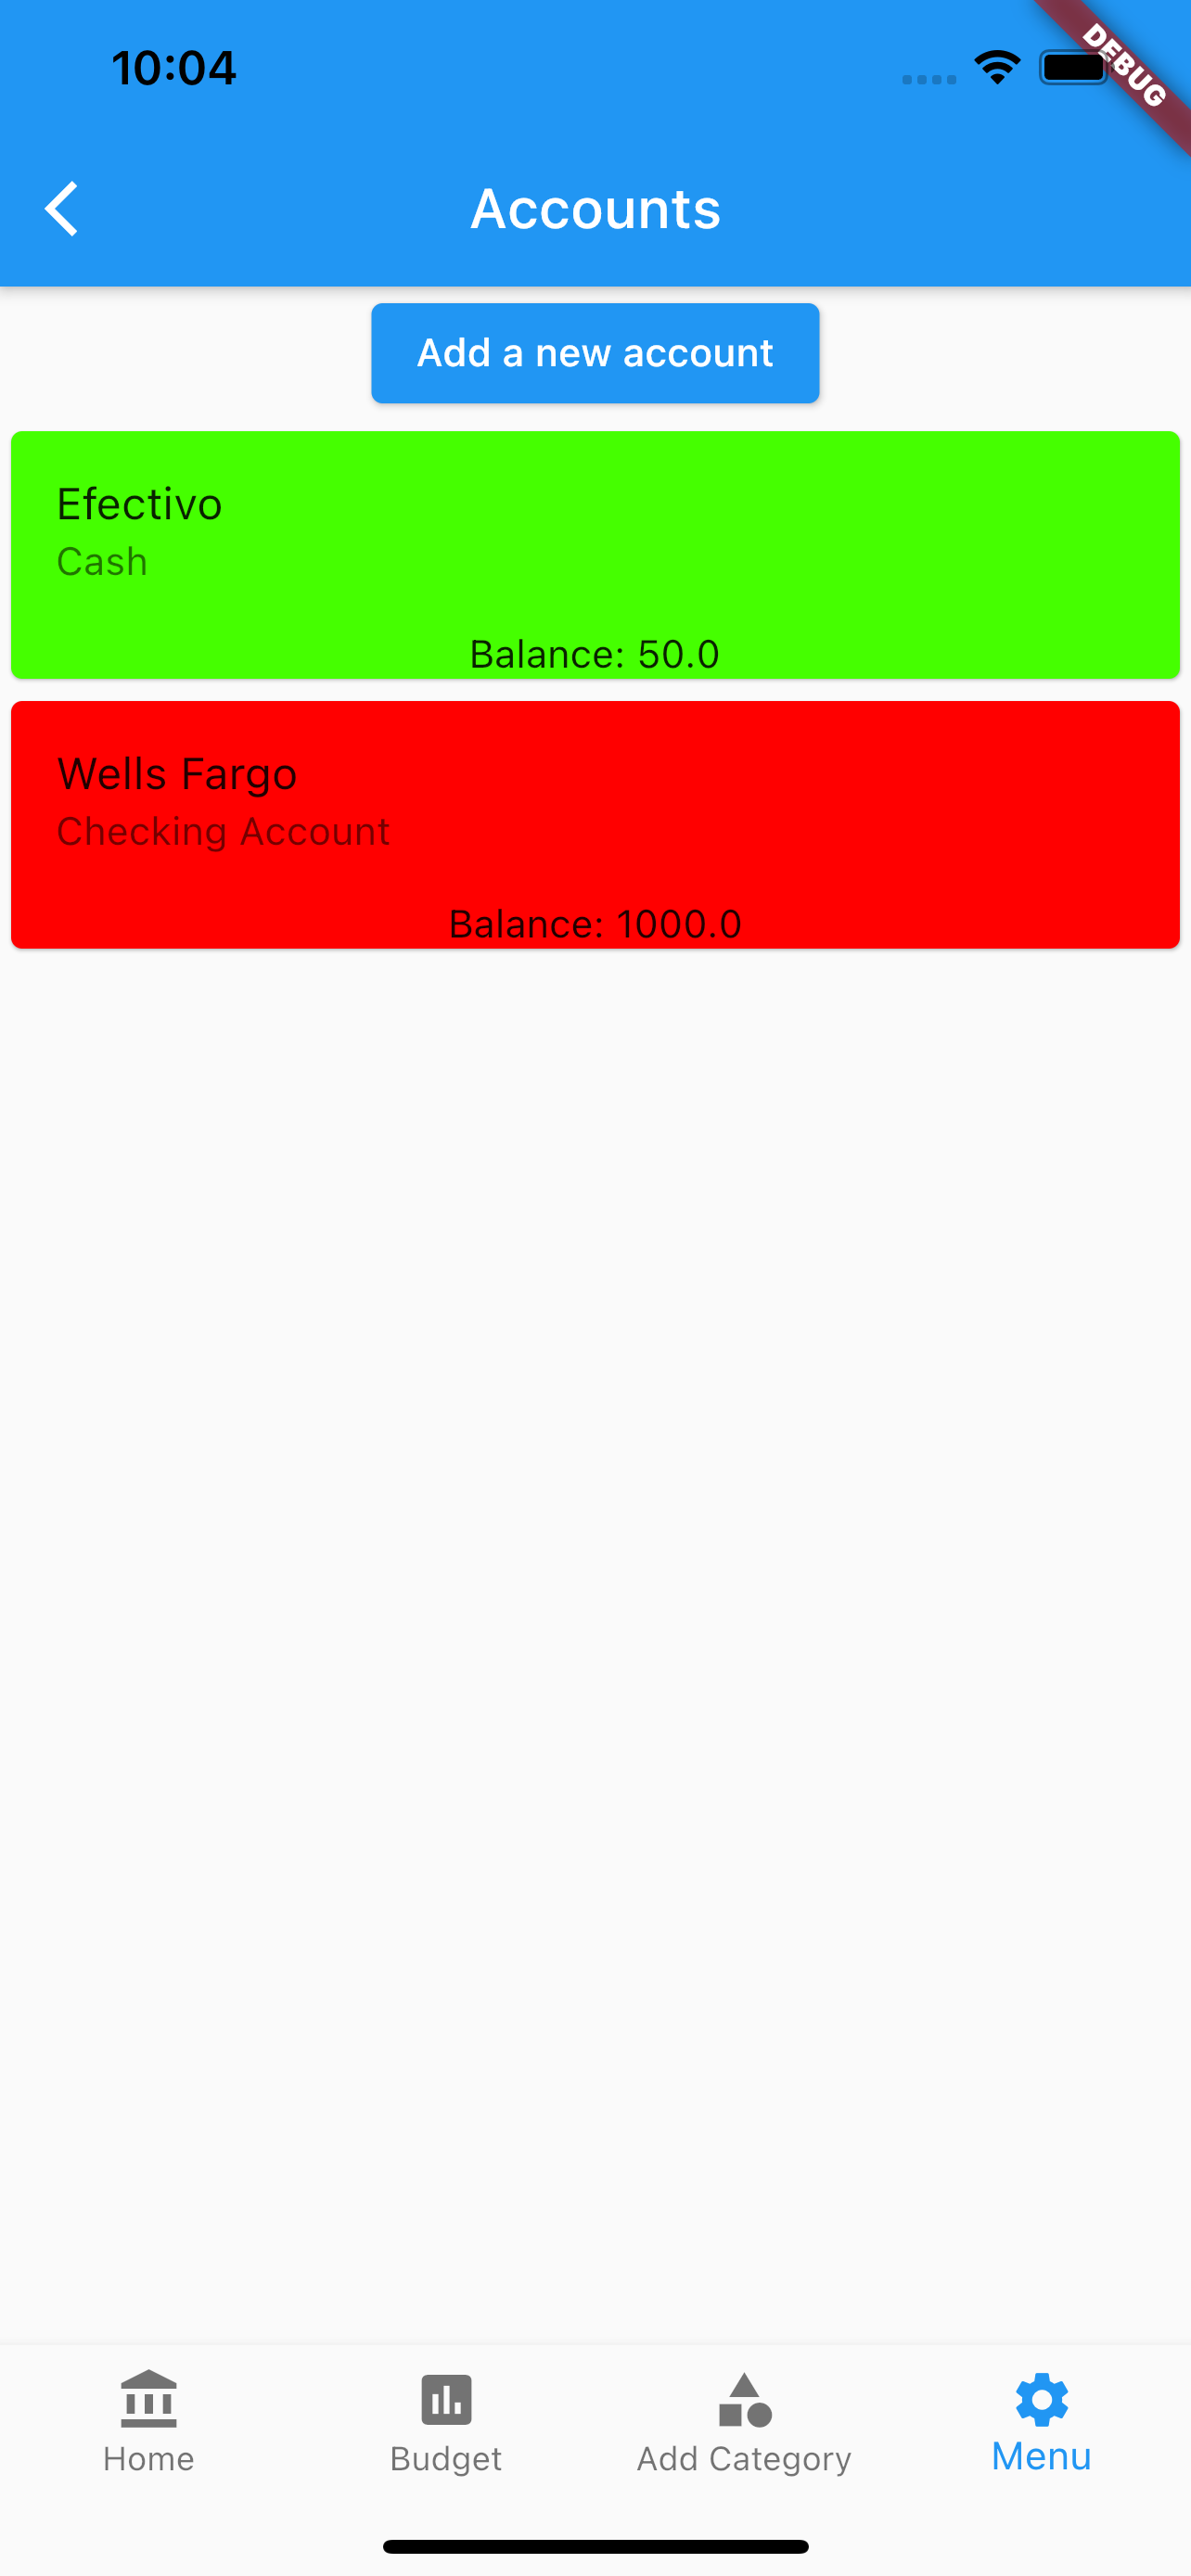 10:04
DEBUG
Accounts
Add a new account
Efectivo
Cash
Balance: 50.0
Wells Fargo
Checking Account
Balance: 1000.0
Home
Budget
Add Category
Menu